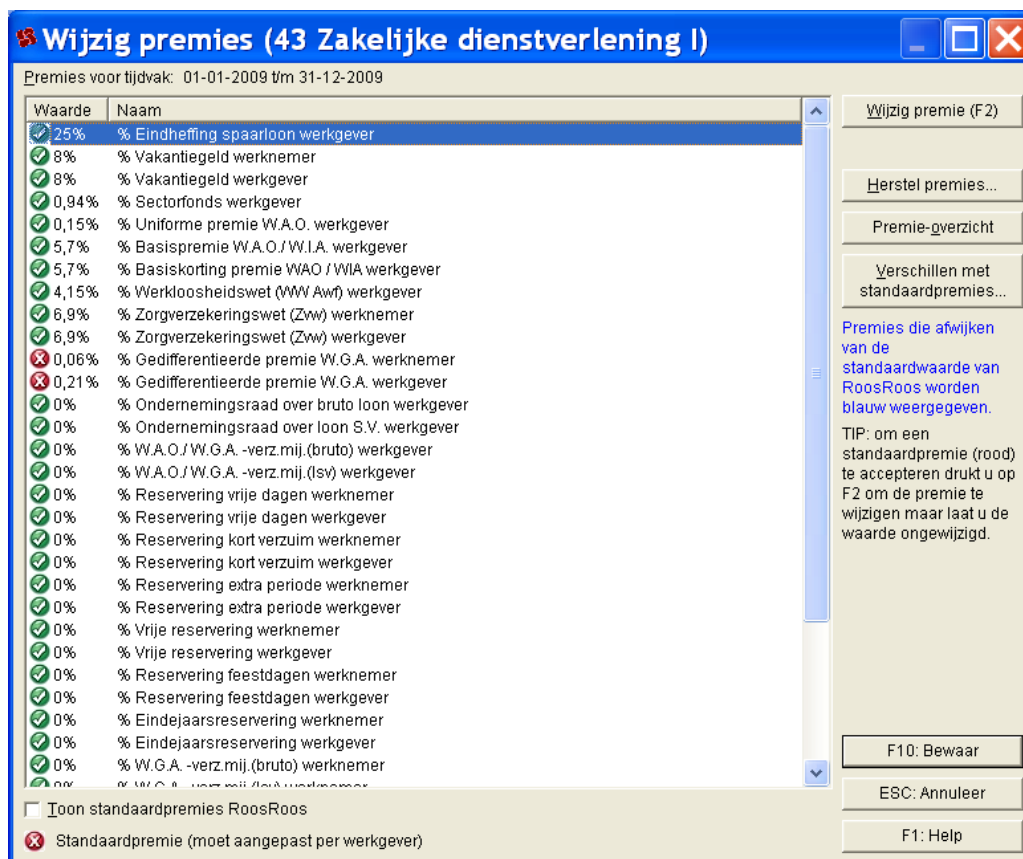 Wijzig premies (43 Zakelijke dienstverlening I)
Premies voor tijdvak: 01-01-2009 t/m 31-12-2009
Waarde Naam
25% % Eindheffing spaarloon werkgever
8% % Vakantiegeld werknemer
8% % Vakantiegeld werkgever
0,94% % Sectorfonds werkgever
0,15% % Uniforme premie W.A.O. werkgever
5,7% % Basispremie W.A.O./ W.I.A. werkgever
5,7% % Basiskorting premie WAO / WIA werkgever
4,15% % Werkloosheidswet (WW Awf) werkgever
6,9% % Zorgverzekeringswet (Zvw) werknemer
6,9% % Zorgverzekeringswet (Zvw) werkgever
0,06% % Gedifferentieerde premie W.G.A. werknemer
0,21% % Gedifferentieerde premie W.G.A. werkgever
0% % Ondernemingsraad over bruto loon werkgever
0% % Ondernemingsraad over loon S.V. werkgever
0% % W.A.O./ W.G.A. -verz.mij.(bruto) werkgever
0% % W.A.O./ W.G.A. -verz.mij.(lsv) werkgever
0% % Reservering vrije dagen werknemer
0% % Reservering vrije dagen werkgever
0% % Reservering kort verzuim werknemer
0% % Reservering kort verzuim werkgever
0% % Reservering extra periode werknemer
0% % Reservering extra periode werkgever
0% % Vrije reservering werknemer
0% % Vrije reservering werkgever
0% % Reservering feestdagen werknemer
0% % Reservering feestdagen werkgever
0% % Eindejaarsreservering werknemer
0% % Eindejaarsreservering werkgever
0% % W.G.A. -verz.mij.(bruto) werknemer
Toon standaardpremies RoosRoos
Standaardpremie (moet aangepast per werkgever)
Wijzig premie (F2)
Herstel premies...
Premie-overzicht
Verschillen met
standaardpremies...
Premies die afwijken
van de
standaardwaarde van
RoosRoos worden
blauw weergegeven.
TIP: om een
standaardpremie (rood)
te accepteren drukt u op
F2 om de premie te
wijzigen maar laat u de
waarde ongewijzigd.
F10: Bewaar
ESC: Annuleer
F1: Help